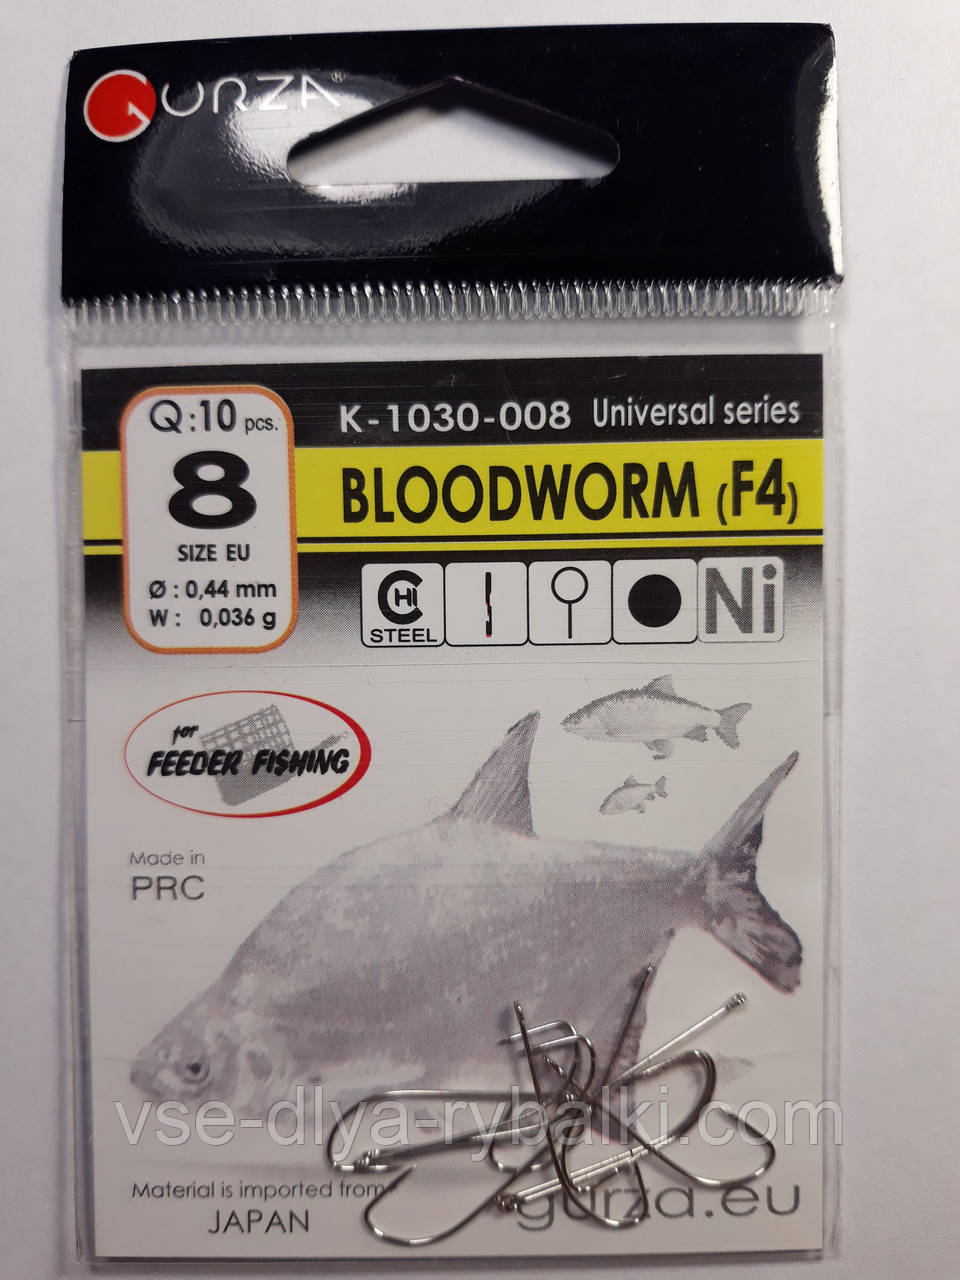 GURZA®
Q:10 pcs.
8
SIZE EU
Ø : 0,44 mm
W : 0,036 g
K-1030-008 Universal series
BLOODWORM (F4)
CHI
STEEL
Ni
for
FEEDER FISHING
Made in
PRC
vse-dlya-rybalki.com
Material is imported from
JAPAN
gurza.eu